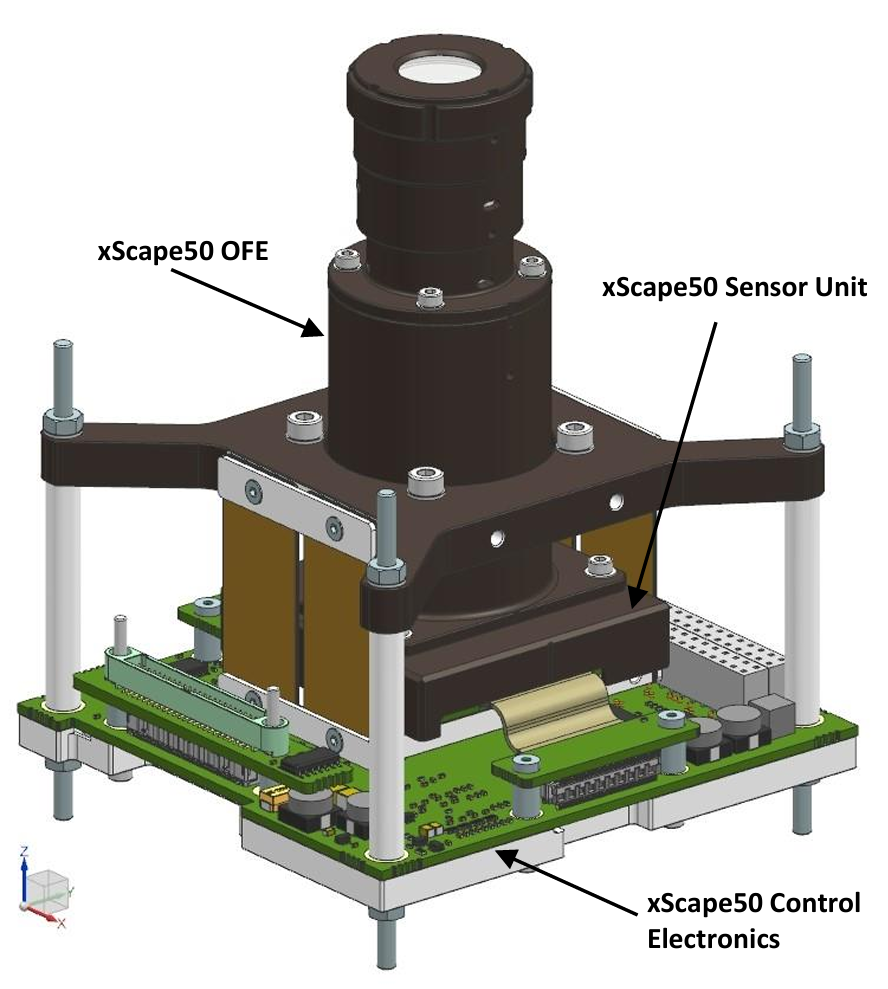 xScape50 OFE
xScape50 Sensor Unit
xScape50 Control
Electronics
Z
Y
X